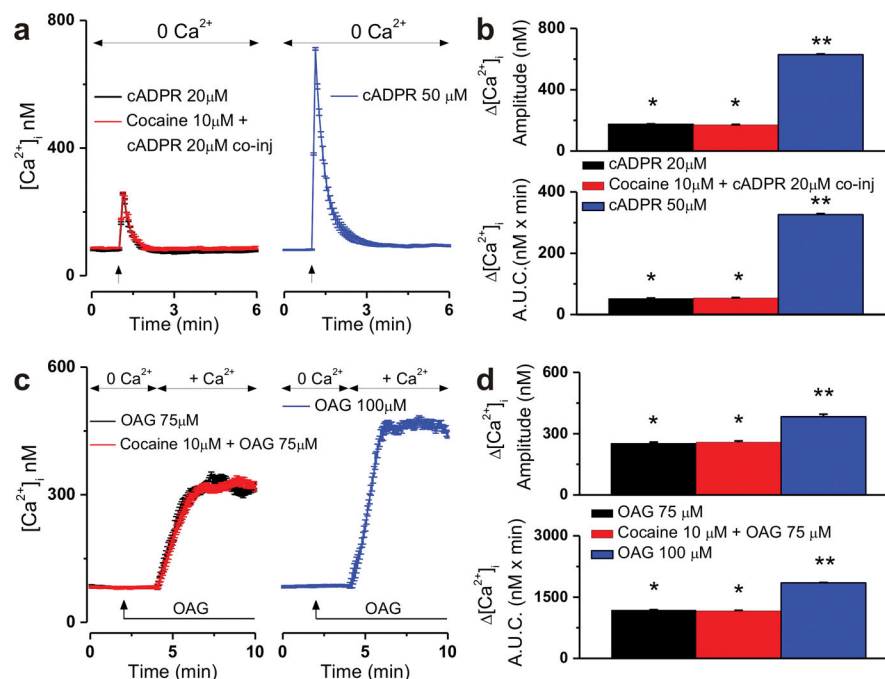 a
0 Ca²⁺
0 Ca²⁺
800
400
0
[Ca²⁺]ᵢ nM
cADPR 20μM
Cocaine 10μM +
cADPR 20μM co-inj
cADPR 50 μM
0
3
6
0
3
6
Time (min)
Time (min)
b
Δ[Ca²⁺]ᵢ
Amplitude (nM)
800
400
0
*
*
**
cADPR 20μM
Cocaine 10μM + cADPR 20μM co-inj
cADPR 50μM
Δ[Ca²⁺]ᵢ
A.U.C.(nM x min)
400
300
0
*
*
**
c
600
300
0
[Ca²⁺]ᵢ nM
0 Ca²⁺
+ Ca²⁺
0 Ca²⁺
+ Ca²⁺
OAG 75μM
Cocaine 10μM + OAG 75μM
OAG 100μM
OAG
OAG
0
5
10
0
5
10
Time (min)
Time (min)
d
Δ[Ca²⁺]ᵢ
Amplitude (nM)
600
300
0
*
*
**
OAG 75 μM
Cocaine 10 μM + OAG 75 μM
OAG 100 μM
Δ[Ca²⁺]ᵢ
A.U.C. (nM x min)
3000
1500
0
*
*
**